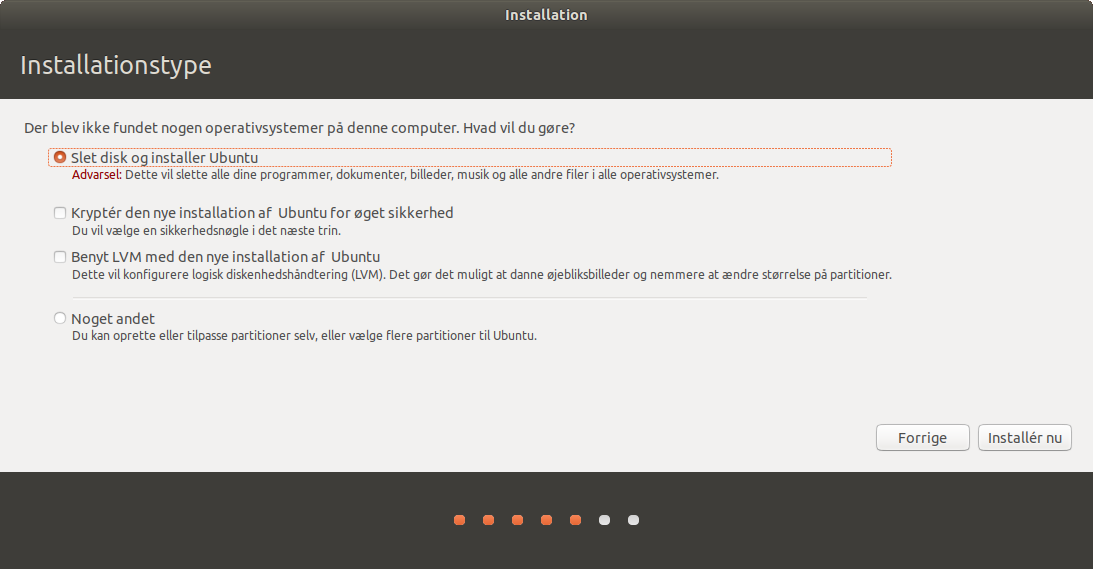 Installation
Installationstype
Der blev ikke fundet nogen operativsystemer på denne computer. Hvad vil du gøre?
Slet disk og installer Ubuntu
Advarsel: Dette vil slette alle dine programmer, dokumenter, billeder, musik og alle andre filer i alle operativsystemer.
Kryptér den nye installation af Ubuntu for øget sikkerhed
Du vil vælge en sikkerhedsnøgle i det næste trin.
Benyt LVM med den nye installation af Ubuntu
Dette vil konfigurere logisk diskenhedshåndtering (LVM). Det gør det muligt at danne øjebliksbilleder og nemmere at ændre størrelse på partitioner.
Noget andet
Du kan oprette eller tilpasse partitioner selv, eller vælge flere partitioner til Ubuntu.
Forrige
Installér nu